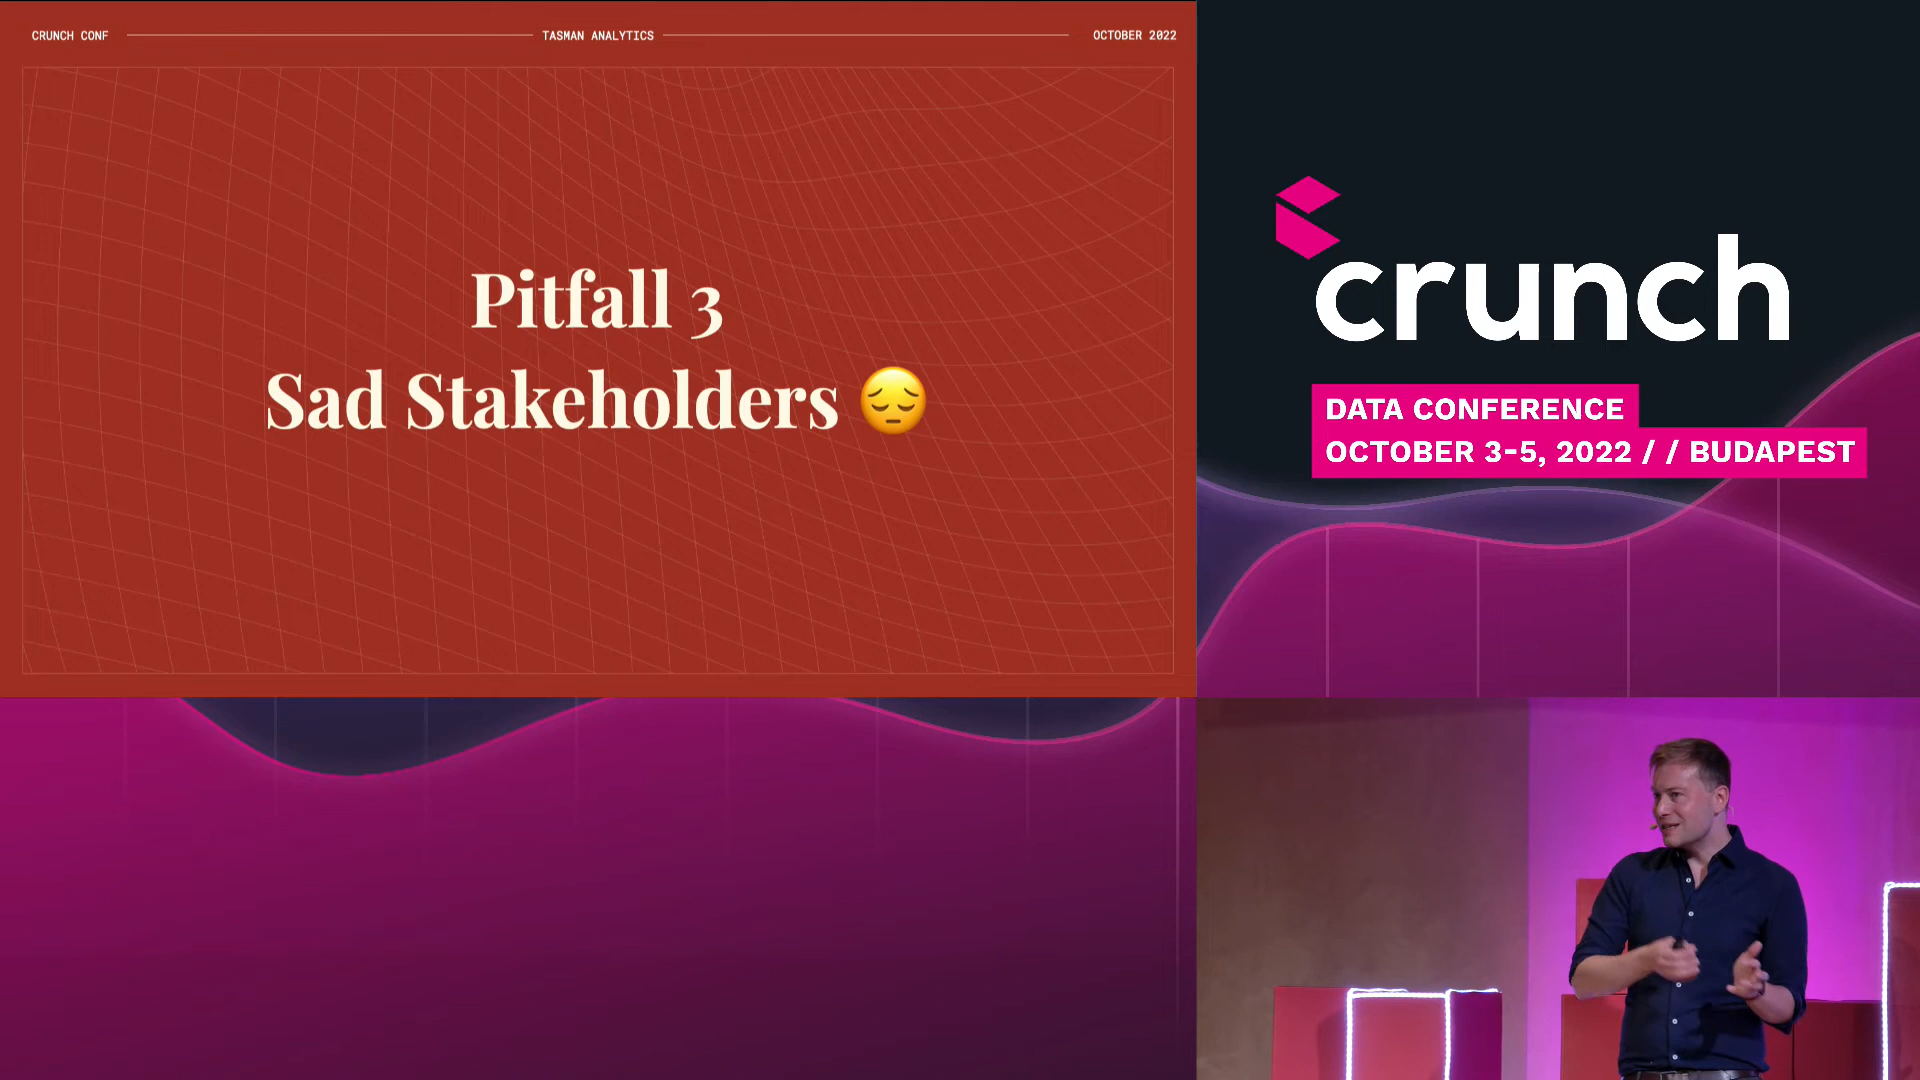 CRUNCH CONF
TASMAN ANALYTICS
OCTOBER 2022
Pitfall 3
Sad Stakeholders 😔
crunch
DATA CONFERENCE
OCTOBER 3-5, 2022 / / BUDAPEST